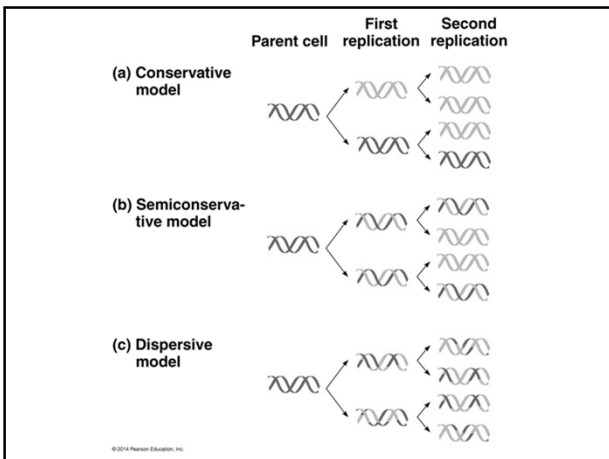 Parent cell
First
replication
Second
replication
(a) Conservative
model
(b) Semiconserva-
tive model
(c) Dispersive
model
© 2014 Pearson Education, Inc.